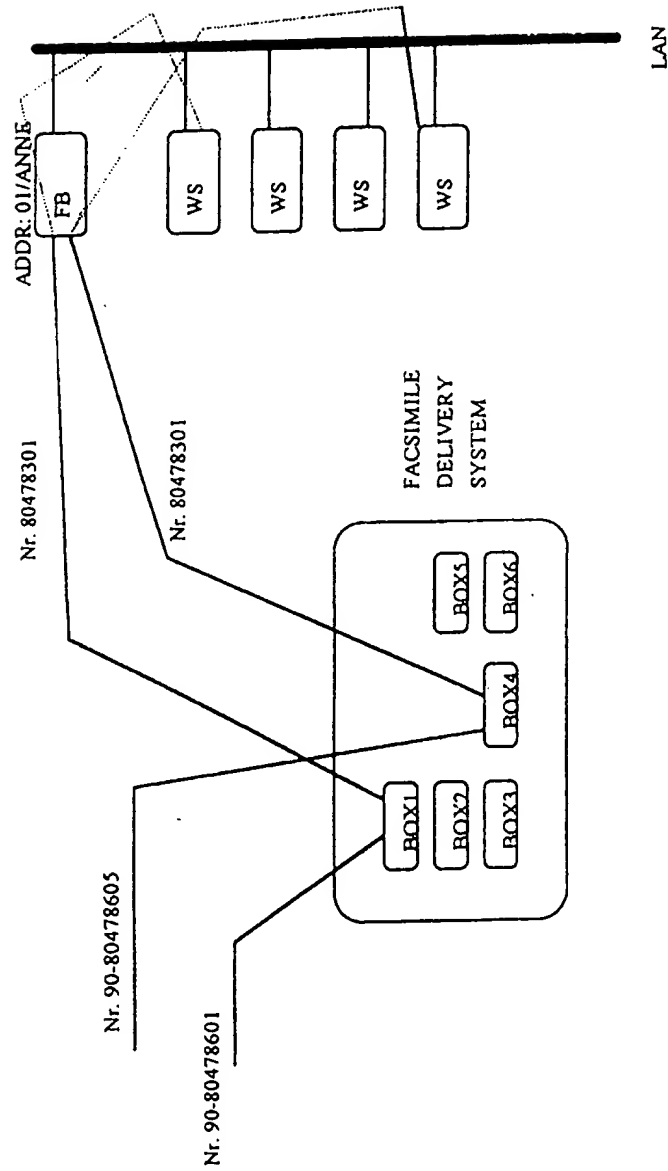 ADDR: 01/ANNE
FB
WS
WS
WS
WS
LAN
Nr. 80478301
Nr. 80478301
FACSIMILE
DELIVERY
SYSTEM
BOX1
BOX2
BOX3
BOX4
BOX5
BOX6
Nr. 90-80478605
Nr. 90-80478601